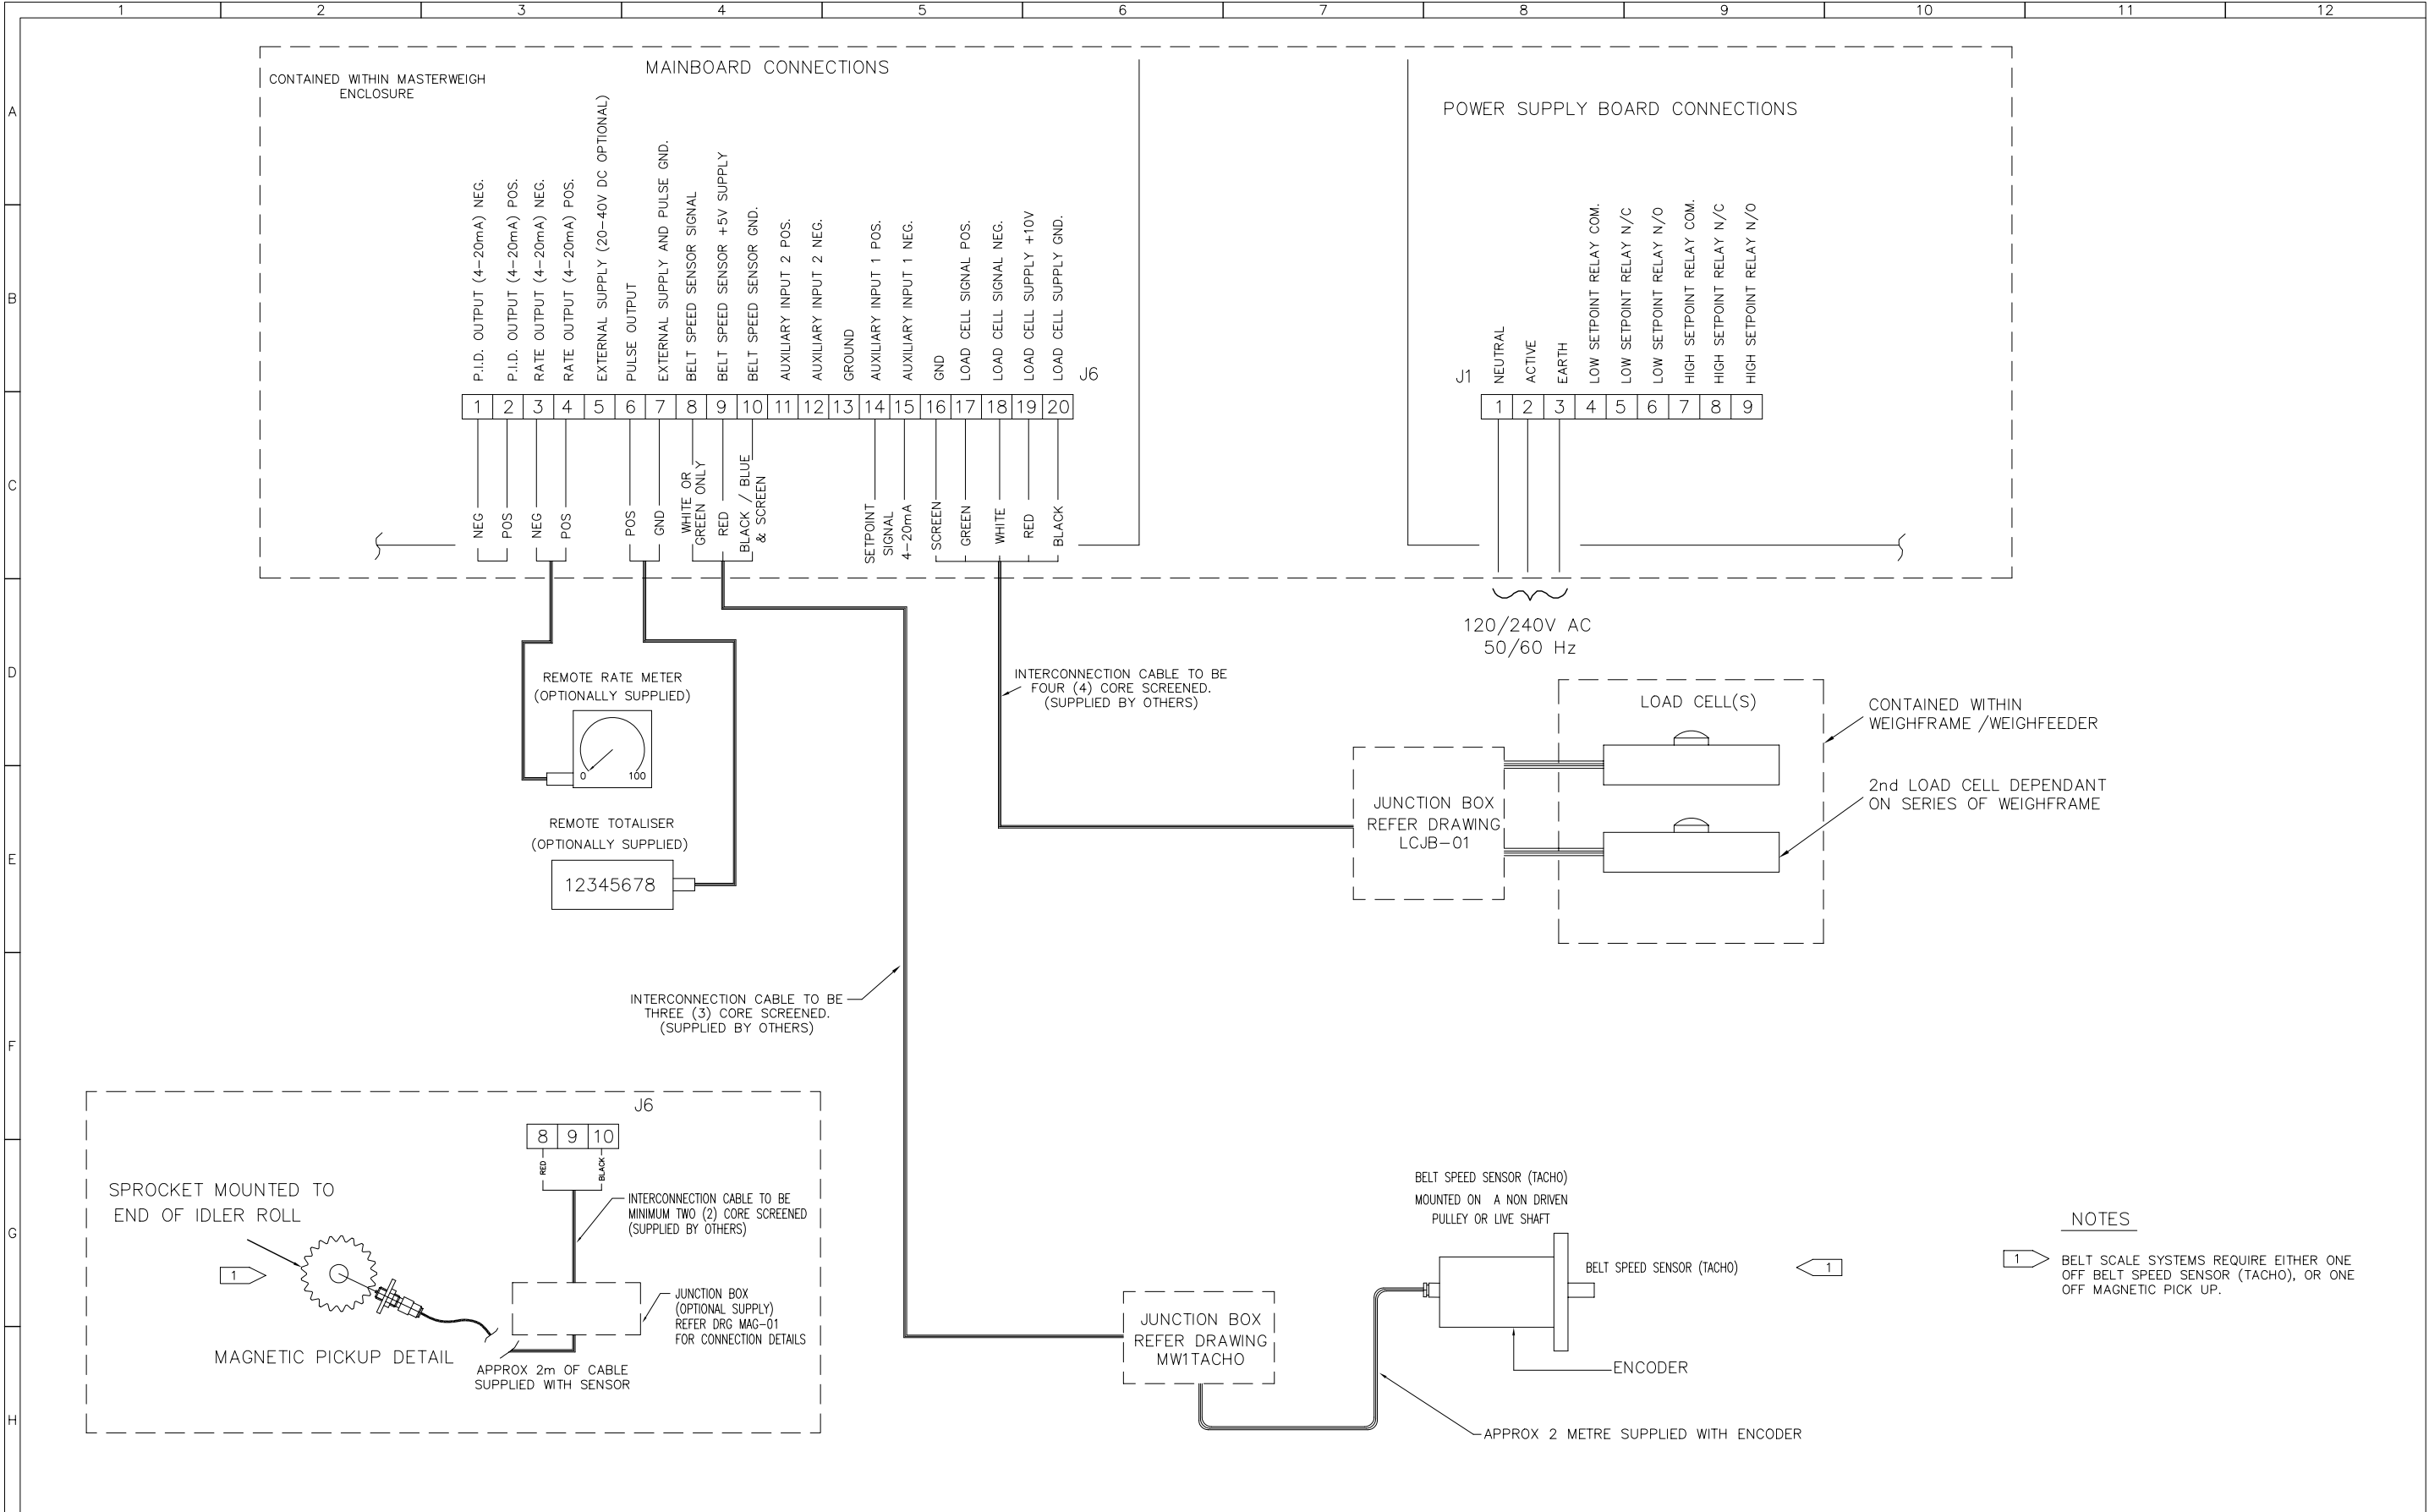 1 2 3 4 5 6 7 8 9 10 11 12
A
B
C
D
E
F
G
H
CONTAINED WITHIN MASTERWEIGH
ENCLOSURE
MAINBOARD CONNECTIONS
P.I.D. OUTPUT (4-20mA) NEG.
P.I.D. OUTPUT (4-20mA) POS.
RATE OUTPUT (4-20mA) NEG.
RATE OUTPUT (4-20mA) POS.
EXTERNAL SUPPLY (20-40V DC OPTIONAL)
PULSE OUTPUT
EXTERNAL SUPPLY AND PULSE GND.
BELT SPEED SENSOR SIGNAL
BELT SPEED SENSOR +5V SUPPLY
BELT SPEED SENSOR GND.
AUXILIARY INPUT 2 POS.
AUXILIARY INPUT 2 NEG.
GROUND
AUXILIARY INPUT 1 POS.
AUXILIARY INPUT 1 NEG.
GND
LOAD CELL SIGNAL POS.
LOAD CELL SIGNAL NEG.
LOAD CELL SUPPLY +10V
LOAD CELL SUPPLY GND.
J6
1 2 3 4 5 6 7 8 9 10 11 12 13 14 15 16 17 18 19 20
NEG
POS
NEG
POS
POS
GND
WHITE OR
GREEN ONLY
RED
BLACK / BLUE
& SCREEN
SETPOINT
SIGNAL
4-20mA
SCREEN
GREEN
WHITE
RED
BLACK
POWER SUPPLY BOARD CONNECTIONS
J1
NEUTRAL
ACTIVE
EARTH
LOW SETPOINT RELAY COM.
LOW SETPOINT RELAY N/C
LOW SETPOINT RELAY N/O
HIGH SETPOINT RELAY COM.
HIGH SETPOINT RELAY N/C
HIGH SETPOINT RELAY N/O
1 2 3 4 5 6 7 8 9
120/240V AC
50/60 Hz
REMOTE RATE METER
(OPTIONALLY SUPPLIED)
0 100
REMOTE TOTALISER
(OPTIONALLY SUPPLIED)
12345678
INTERCONNECTION CABLE TO BE
FOUR (4) CORE SCREENED.
(SUPPLIED BY OTHERS)
LOAD CELL(S)
CONTAINED WITHIN
WEIGHFRAME /WEIGHFEEDER
2nd LOAD CELL DEPENDANT
ON SERIES OF WEIGHFRAME
JUNCTION BOX
REFER DRAWING
LCJB-01
INTERCONNECTION CABLE TO BE
THREE (3) CORE SCREENED.
(SUPPLIED BY OTHERS)
J6
8 9 10
RED
BLACK
SPROCKET MOUNTED TO
END OF IDLER ROLL
1
INTERCONNECTION CABLE TO BE
MINIMUM TWO (2) CORE SCREENED
(SUPPLIED BY OTHERS)
JUNCTION BOX
(OPTIONAL SUPPLY)
REFER DRG MAG-01
FOR CONNECTION DETAILS
MAGNETIC PICKUP DETAIL
APPROX 2m OF CABLE
SUPPLIED WITH SENSOR
JUNCTION BOX
REFER DRAWING
MW1TACHO
BELT SPEED SENSOR (TACHO)
MOUNTED ON A NON DRIVEN
PULLEY OR LIVE SHAFT
BELT SPEED SENSOR (TACHO)
1
ENCODER
APPROX 2 METRE SUPPLIED WITH ENCODER
NOTES
1
BELT SCALE SYSTEMS REQUIRE EITHER ONE
OFF BELT SPEED SENSOR (TACHO), OR ONE
OFF MAGNETIC PICK UP.